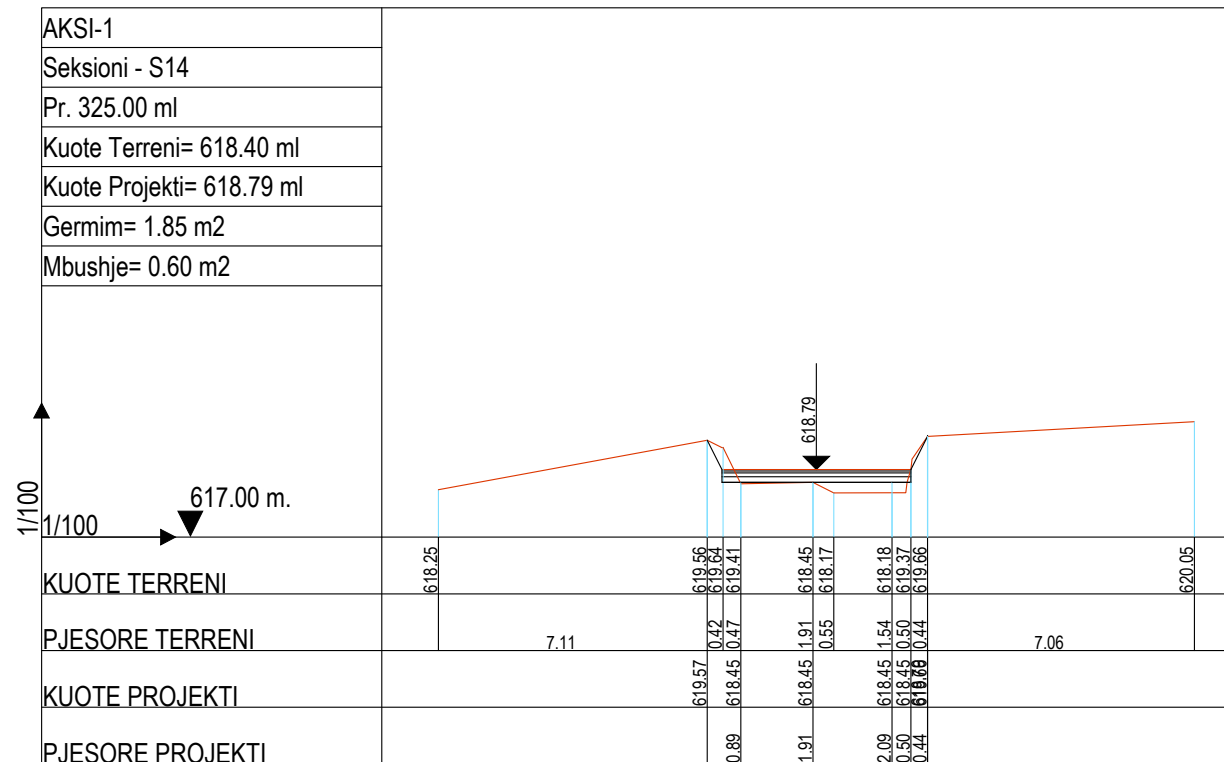 AKSI-1
Seksioni - S14
Pr. 325.00 ml
Kuote Terreni= 618.40 ml
Kuote Projekti= 618.79 ml
Germim= 1.85 m2
Mbushje= 0.60 m2
618.79
1/100
1/100
617.00 m.
KUOTE TERRENI 618.25 619.56 619.64 619.41 618.45 618.17 618.18 619.37 619.66 620.05
PJESORE TERRENI 7.11 0.42 0.47 1.91 0.55 1.54 0.50 0.44 7.06
KUOTE PROJEKTI 619.57 618.45 618.45 618.45 618.45
PJESORE PROJEKTI 0.89 1.91 2.09 0.50 0.44